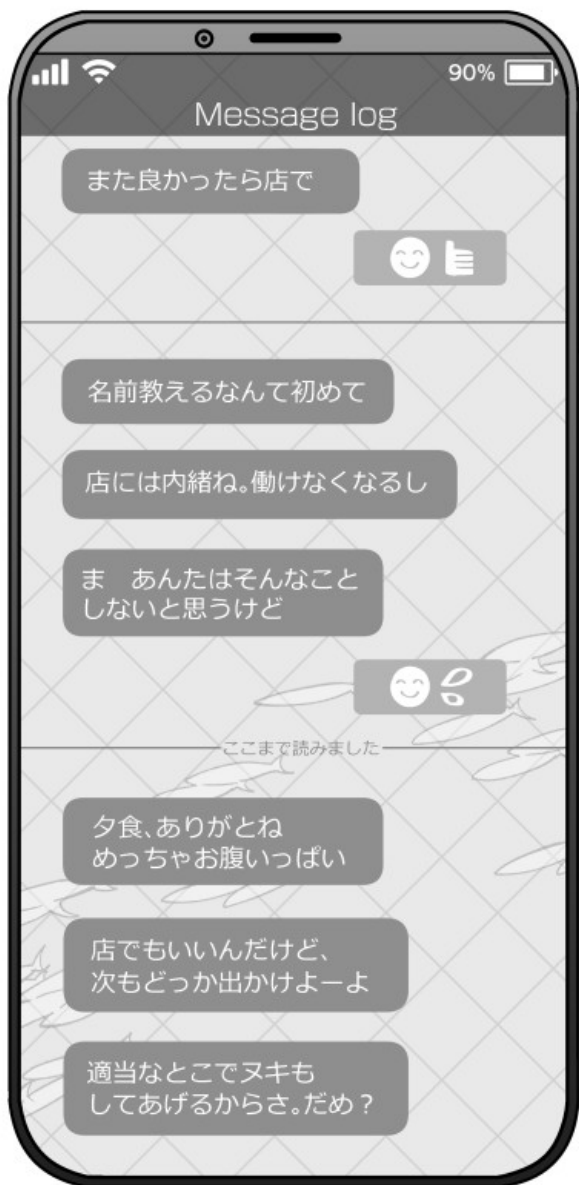 90%
Message log
また良かったら店で
名前教えるなんて初めて
店には内緒ね。働けなくなるし
ま　あんたはそんなこと
しないと思うけど
ここまで読みました
夕食、ありがとね
めっちゃお腹いっぱい
店でもいいんだけど、
次もどっか出かけよーよ
適当なとこでヌキも
してあげるからさ。だめ？